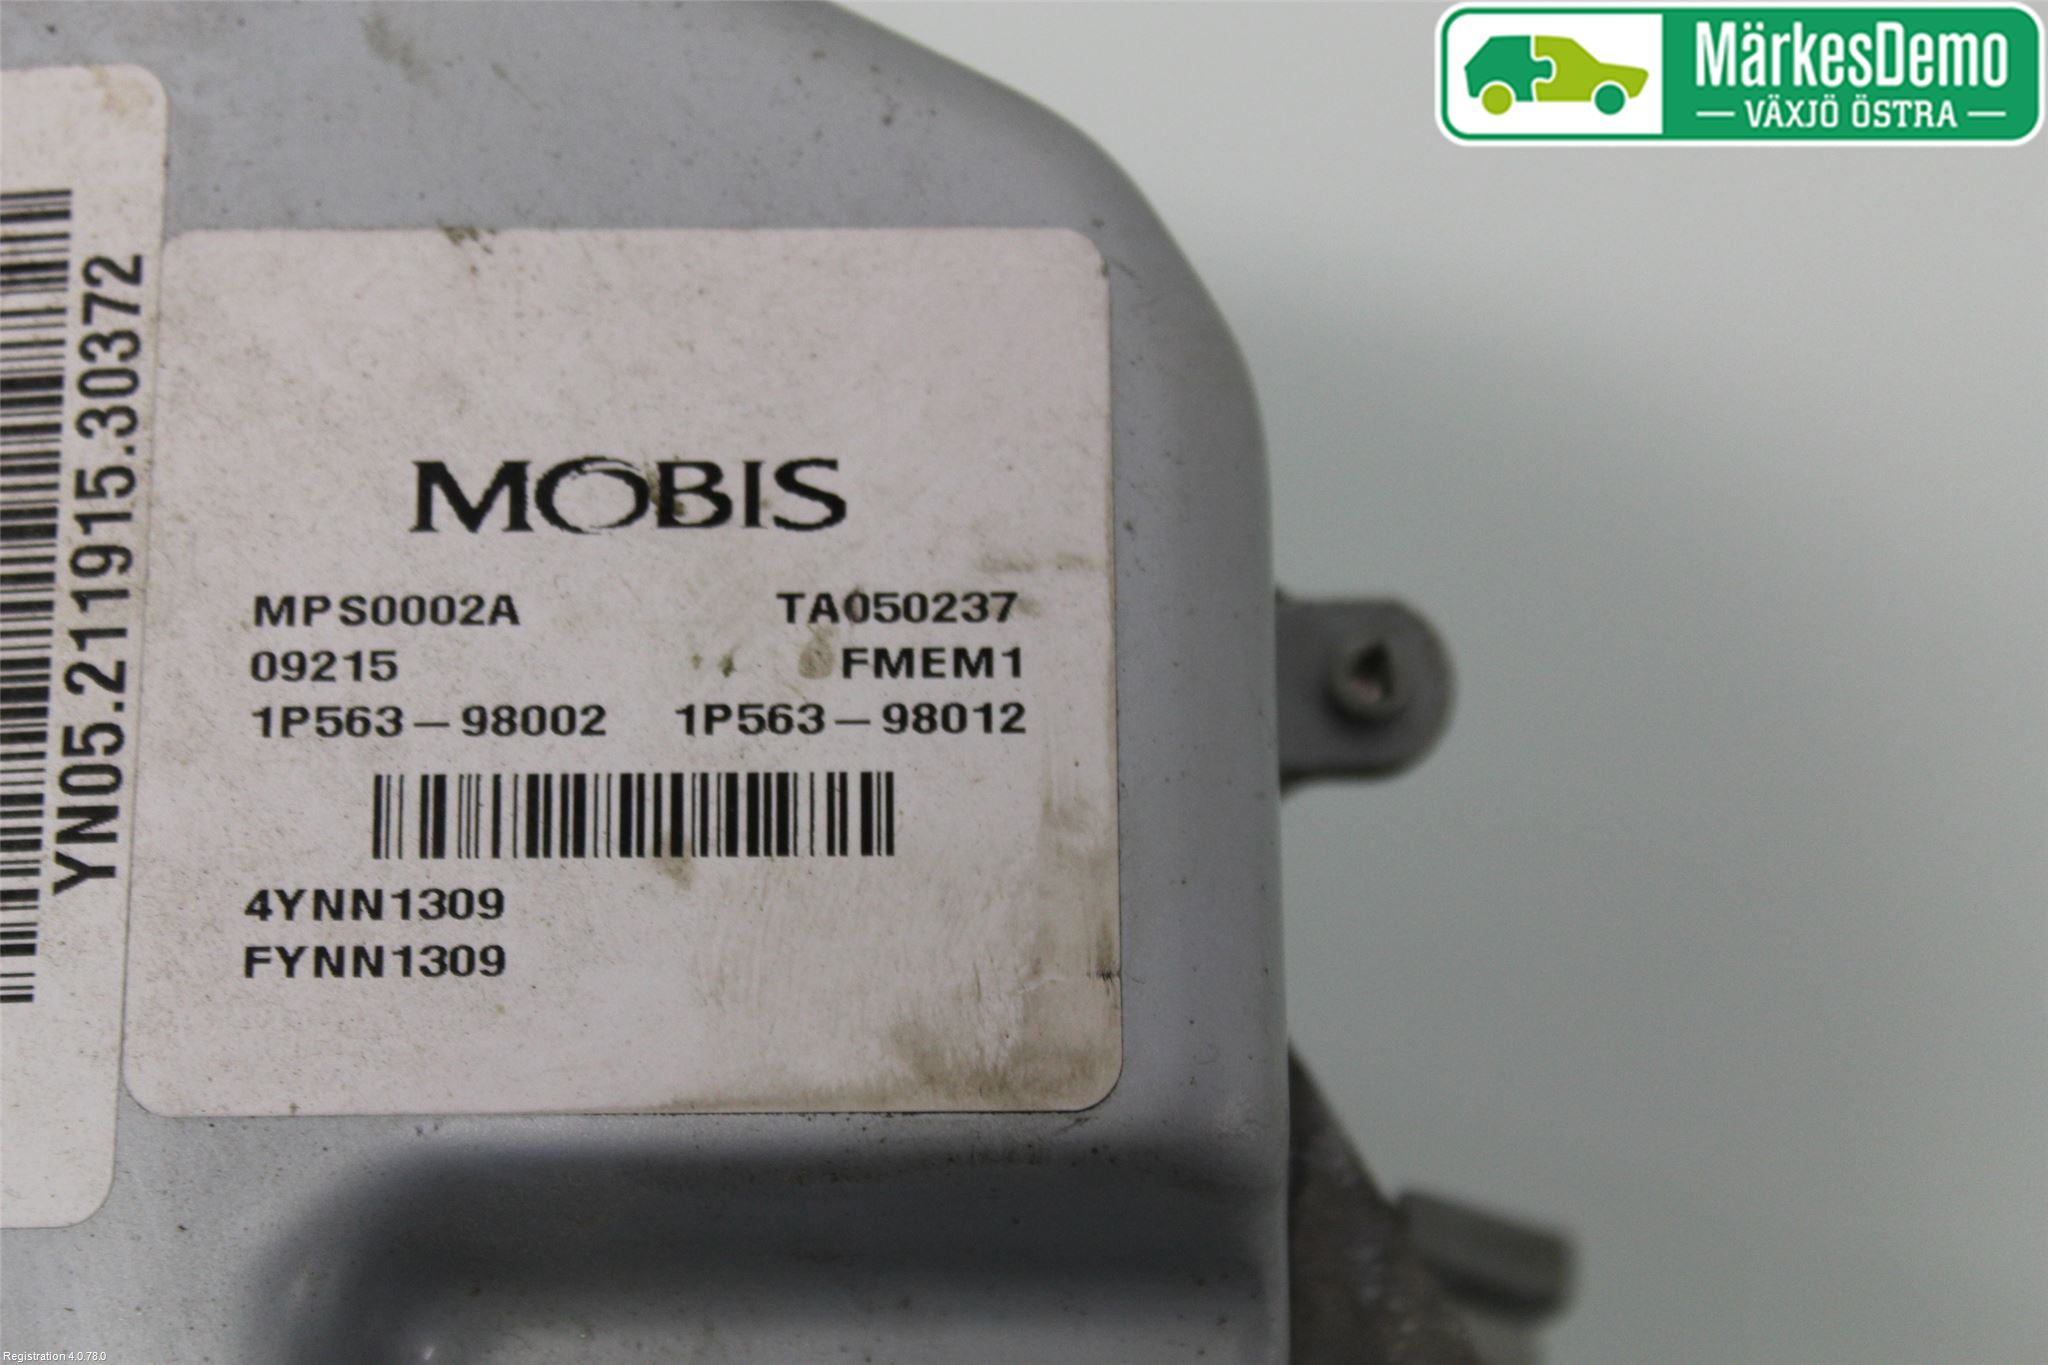 MärkesDemo
VÄXJÖ ÖSTRA
YN05.211915.30372
MOBIS
MPS0002A TA050237
09215 FMEM1
1P563-98002 1P563-98012
4YNN1309
FYNN1309
Registration 4.0.78.0